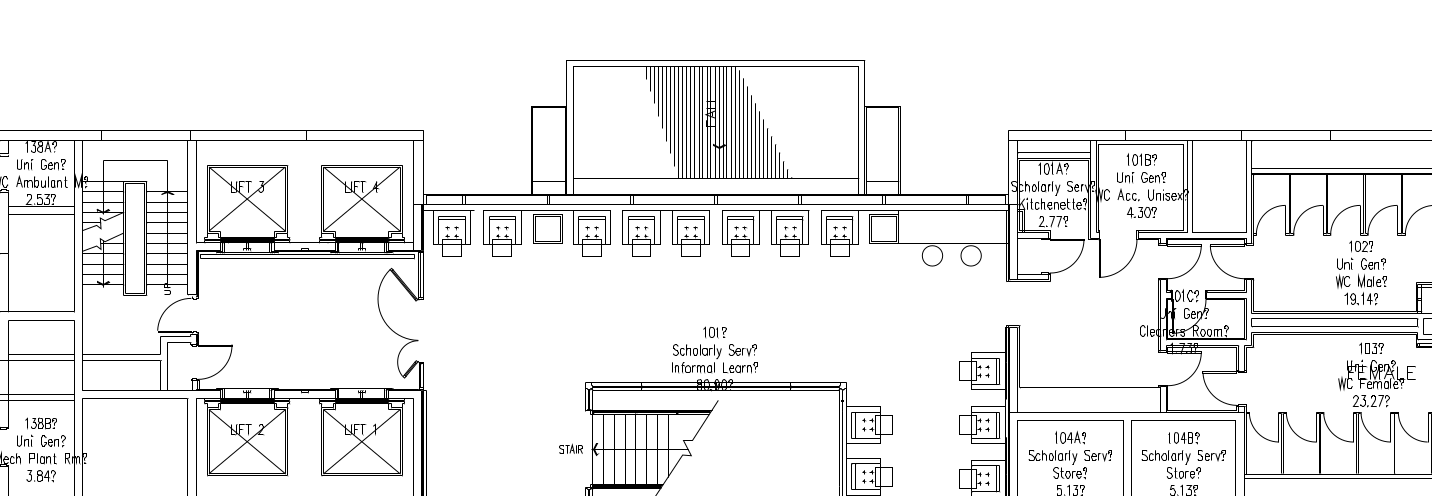 FALL
138A?
Uni Gen?
WC Ambulant M?
2.53?
LIFT 3
LIFT 4
UP
101A?
Scholarly Serv?
Kitchenette?
2.77?
101B?
Uni Gen?
WC Acc. Unisex?
4.30?
102?
Uni Gen?
WC Male?
19.14?
101C?
Uni Gen?
Cleaners Room?
1.73?
101?
Scholarly Serv?
Informal Learn?
80.90?
103?
Uni Gen?
FEMALE
WC Female?
23.27?
138B?
Uni Gen?
Mech Plant Rm?
3.84?
LIFT 2
LIFT 1
STAIR
104A?
Scholarly Serv?
Store?
5.13?
104B?
Scholarly Serv?
Store?
5.13?